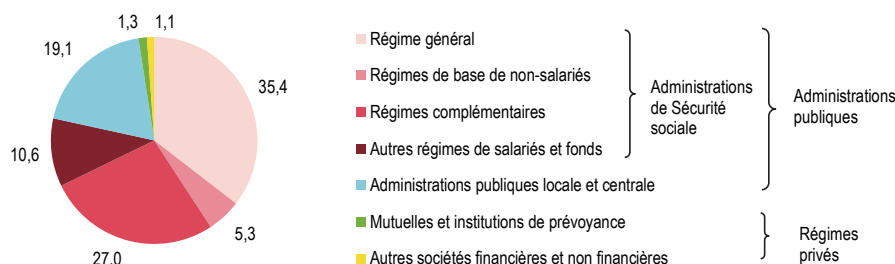 1,3
1,1
19,1
35,4
10,6
5,3
27,0
Régime général
Régimes de base de non-salariés
Régimes complémentaires
Autres régimes de salariés et fonds
Administrations publiques locale et centrale
Mutuelles et institutions de prévoyance
Autres sociétés financières et non financières
Administrations
de Sécurité
sociale
Administrations
publiques
Régimes
privés